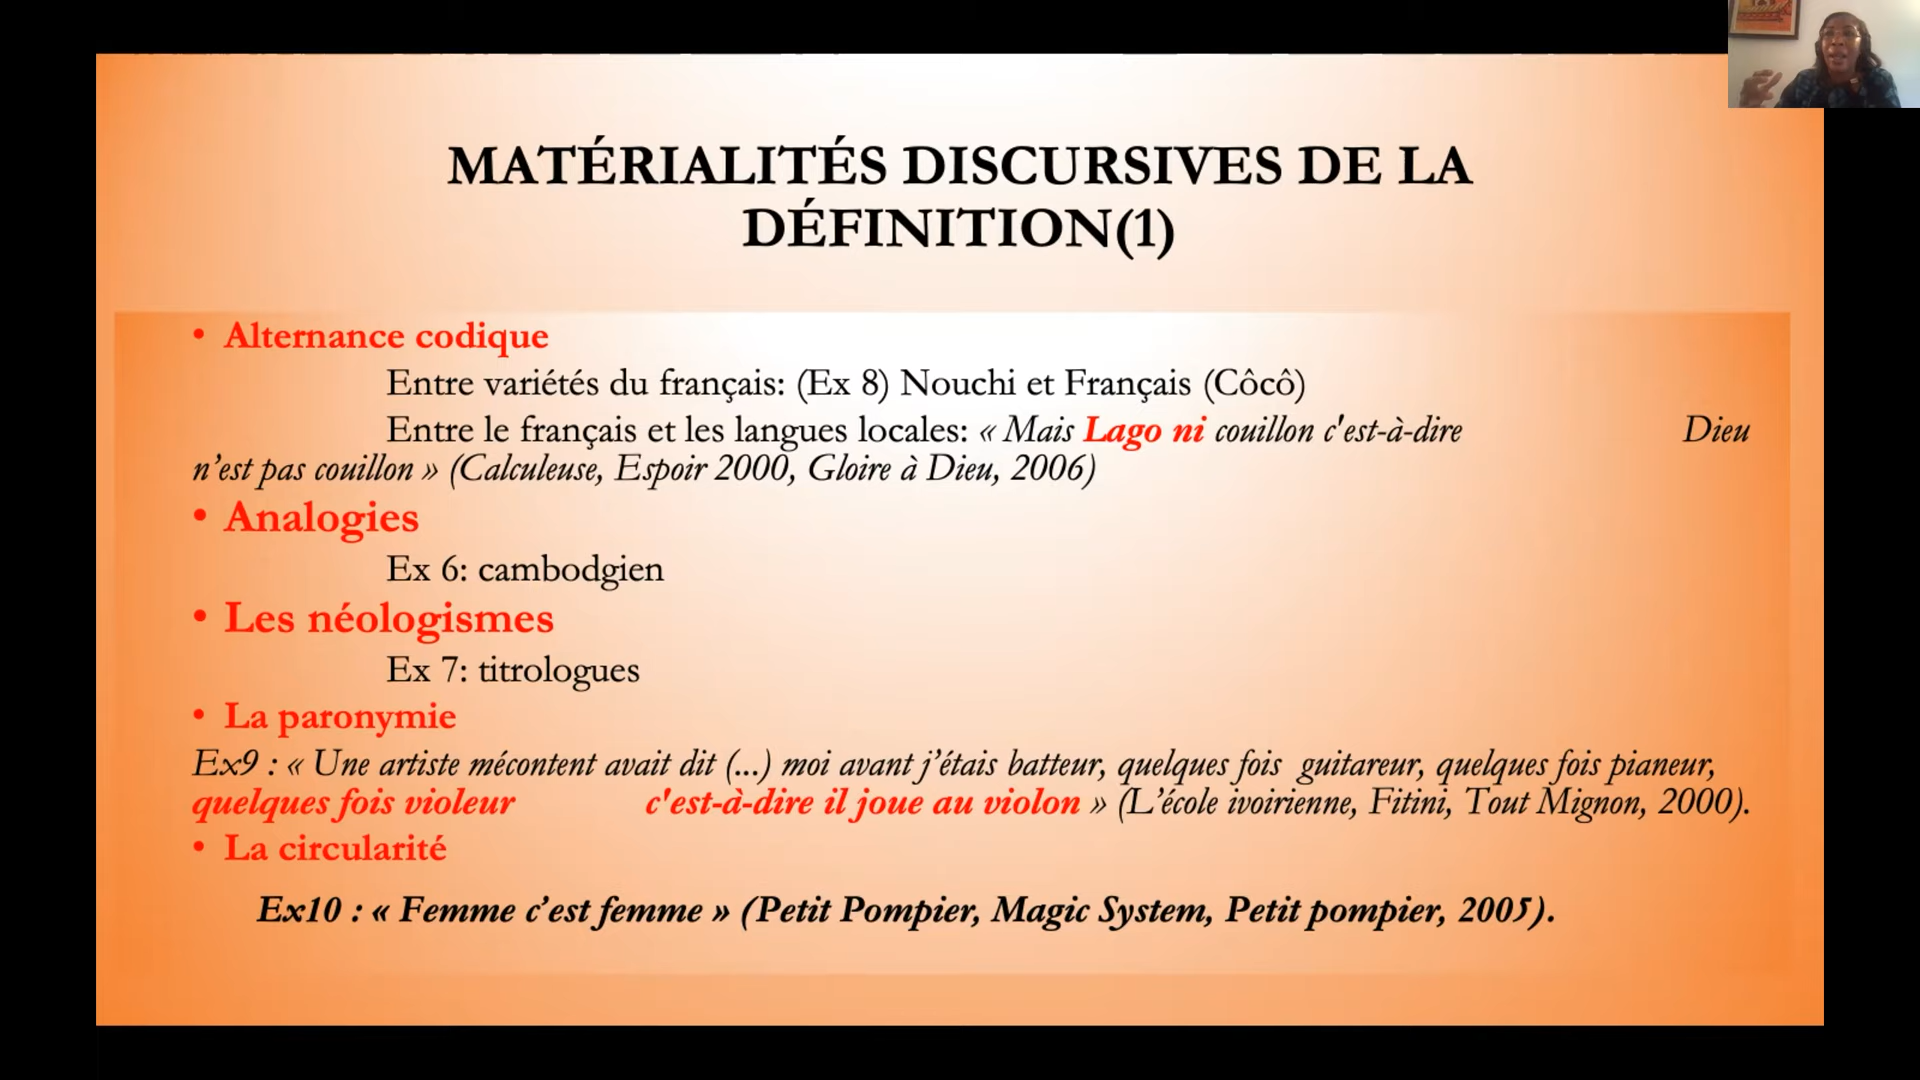 MATÉRIALITÉS DISCURSIVES DE LA
DÉFINITION(1)
• Alternance codique
Entre variétés du français: (Ex 8) Nouchi et Français (Côcô)
Entre le français et les langues locales: « Mais Lago ni couillon c'est-à-dire Dieu
n’est pas couillon » (Calculeuse, Espoir 2000, Gloire à Dieu, 2006)
• Analogies
Ex 6: cambodgien
• Les néologismes
Ex 7: titrologues
• La paronymie
Ex9 : « Une artiste mécontent avait dit (...) moi avant j’étais batteur, quelques fois guitareur, quelques fois pianeur,
quelques fois violeur c'est-à-dire il joue au violon » (L’école ivoirienne, Fitini, Tout Mignon, 2000).
• La circularité
Ex10 : « Femme c’est femme » (Petit Pompier, Magic System, Petit pompier, 2005).